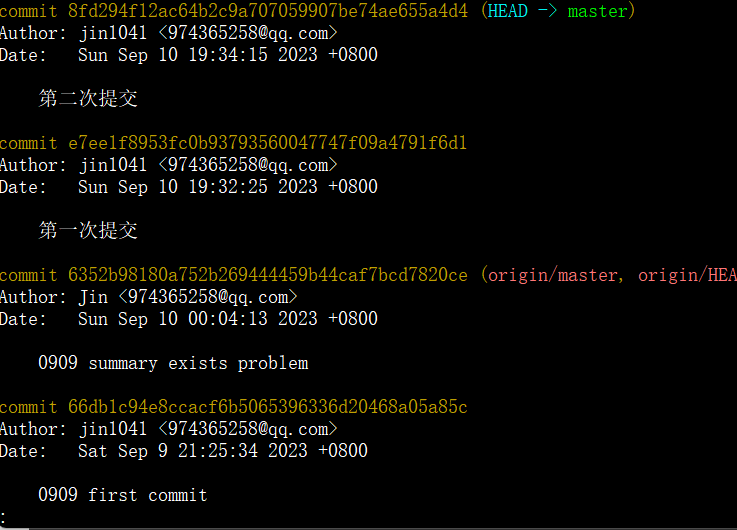 commit 8fd294f12ac64b2c9a707059907be74ae655a4d4 (HEAD -> master)
Author: jin1041 <974365258@qq.com>
Date:   Sun Sep 10 19:34:15 2023 +0800
第二次提交
commit e7ee1f8953fc0b93793560047747f09a4791f6d1
Author: jin1041 <974365258@qq.com>
Date:   Sun Sep 10 19:32:25 2023 +0800
第一次提交
commit 6352b98180a752b269444459b44caf7bcd7820ce (origin/master, origin/HEA
Author: Jin <974365258@qq.com>
Date:   Sun Sep 10 00:04:13 2023 +0800
0909 summary exists problem
commit 66db1c94e8ccacf6b5065396336d20468a05a85c
Author: jin1041 <974365258@qq.com>
Date:   Sat Sep 9 21:25:34 2023 +0800
0909 first commit
: